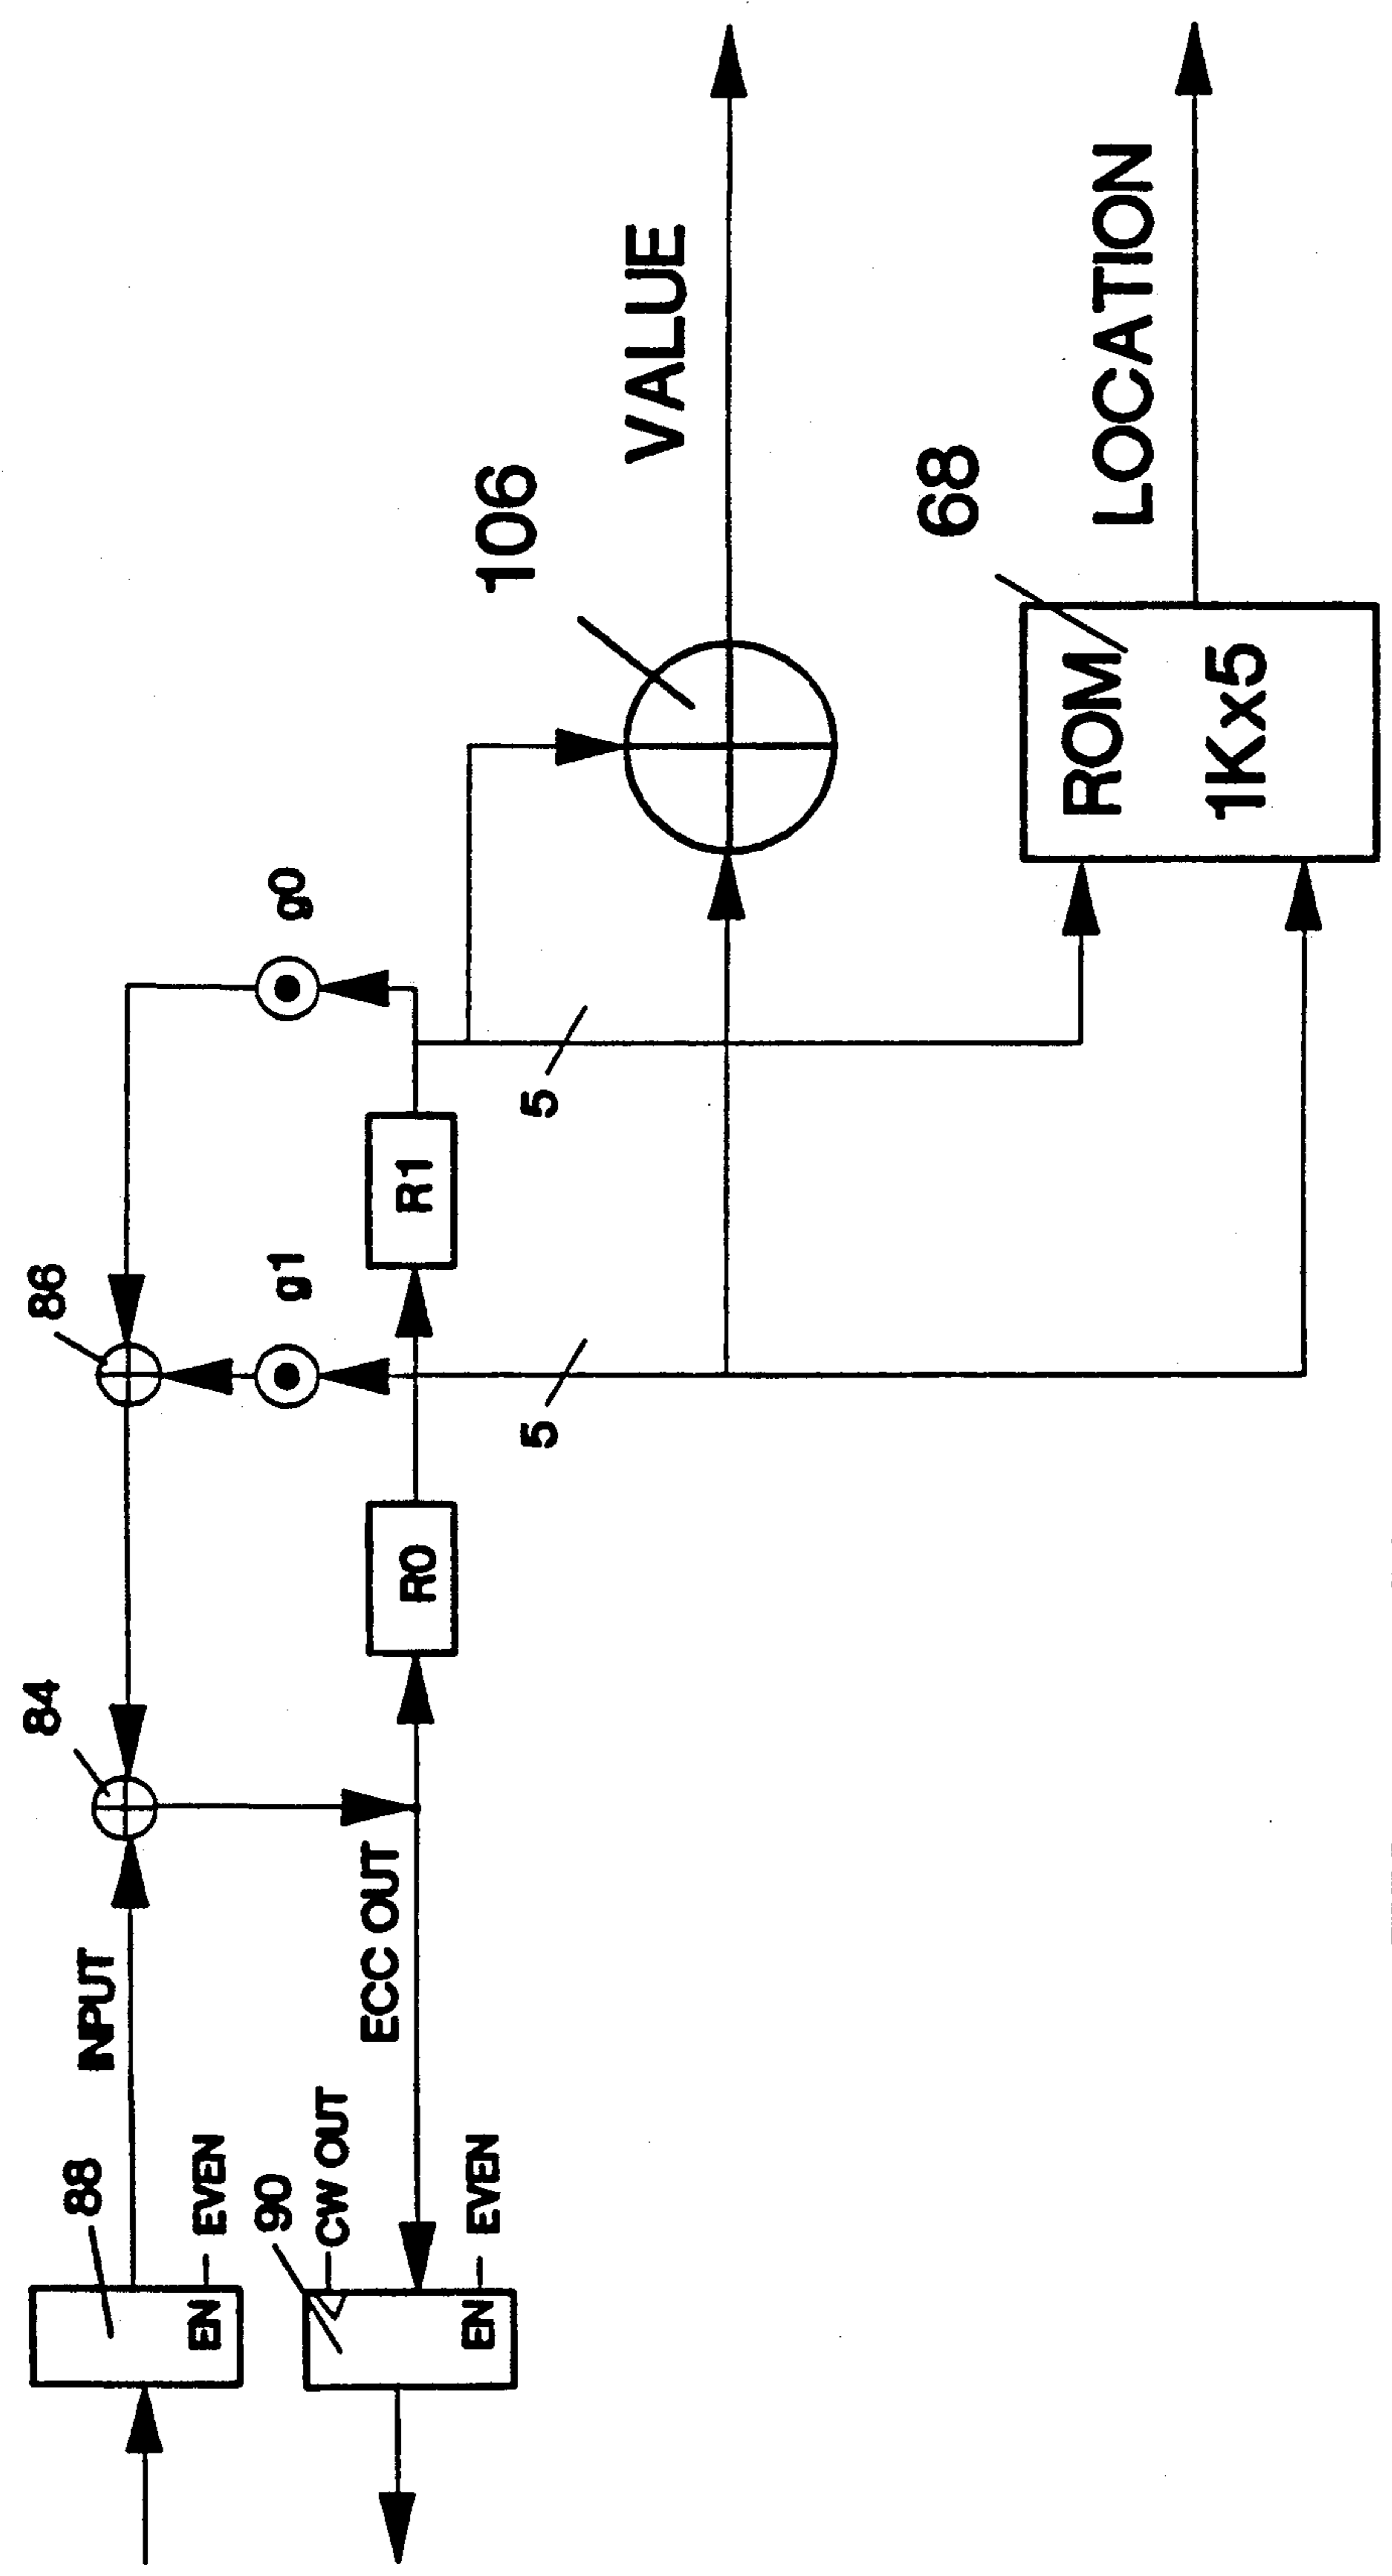 88
INPUT
84
86
EN
EVEN
g1
g0
90
CW OUT
ECC OUT
R0
R1
EN
EVEN
5
5
106
VALUE
68
ROM
1Kx5
LOCATION